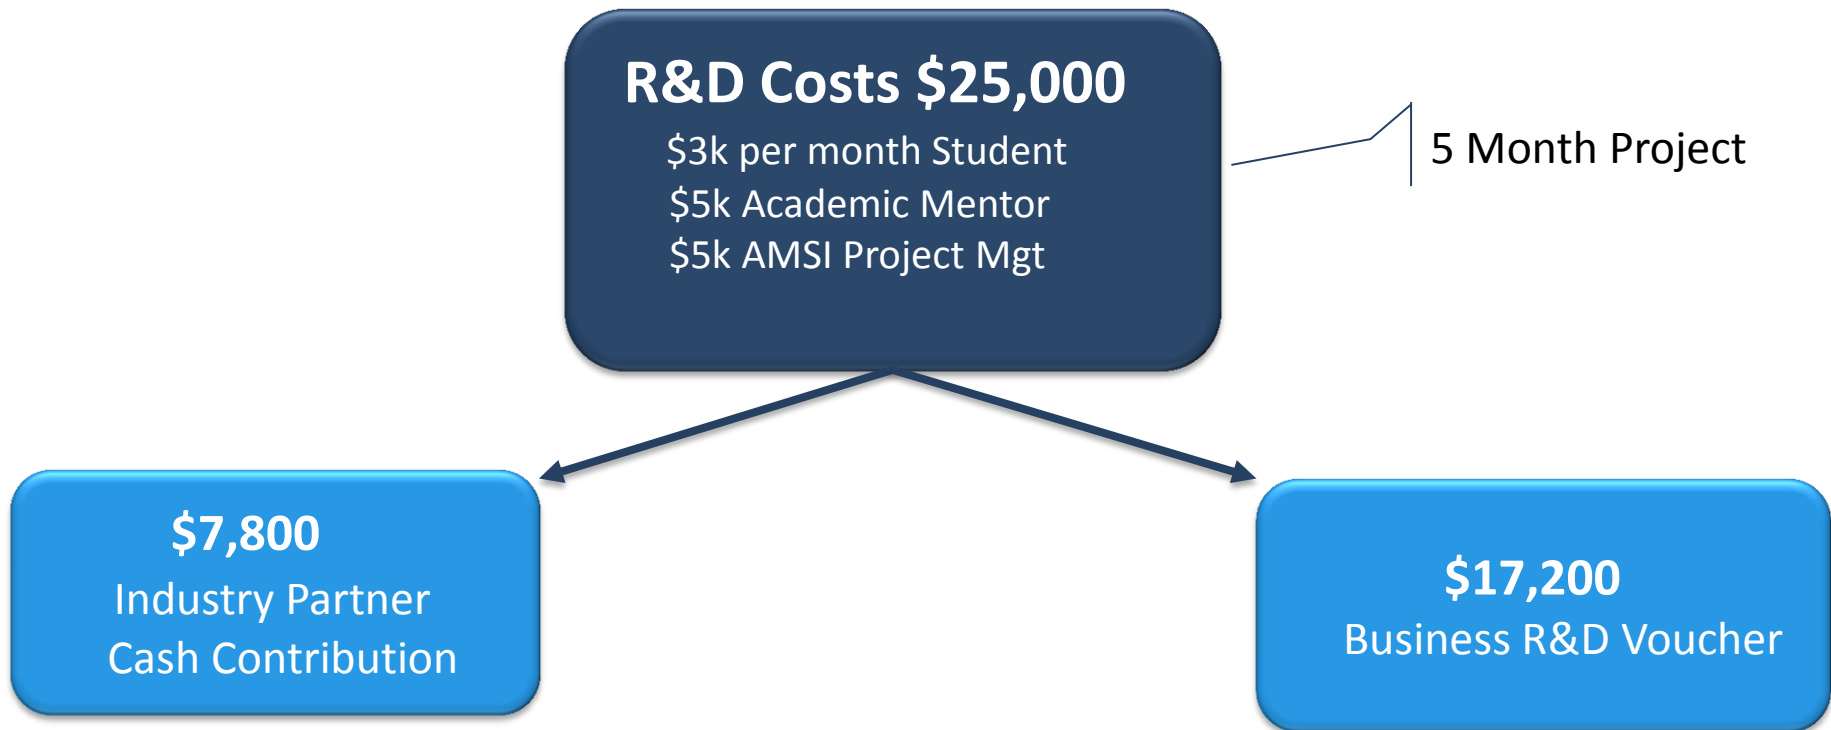 R&D Costs $25,000
$3k per month Student
$5k Academic Mentor
$5k AMSI Project Mgt
5 Month Project
$7,800
Industry Partner
Cash Contribution
$17,200
Business R&D Voucher